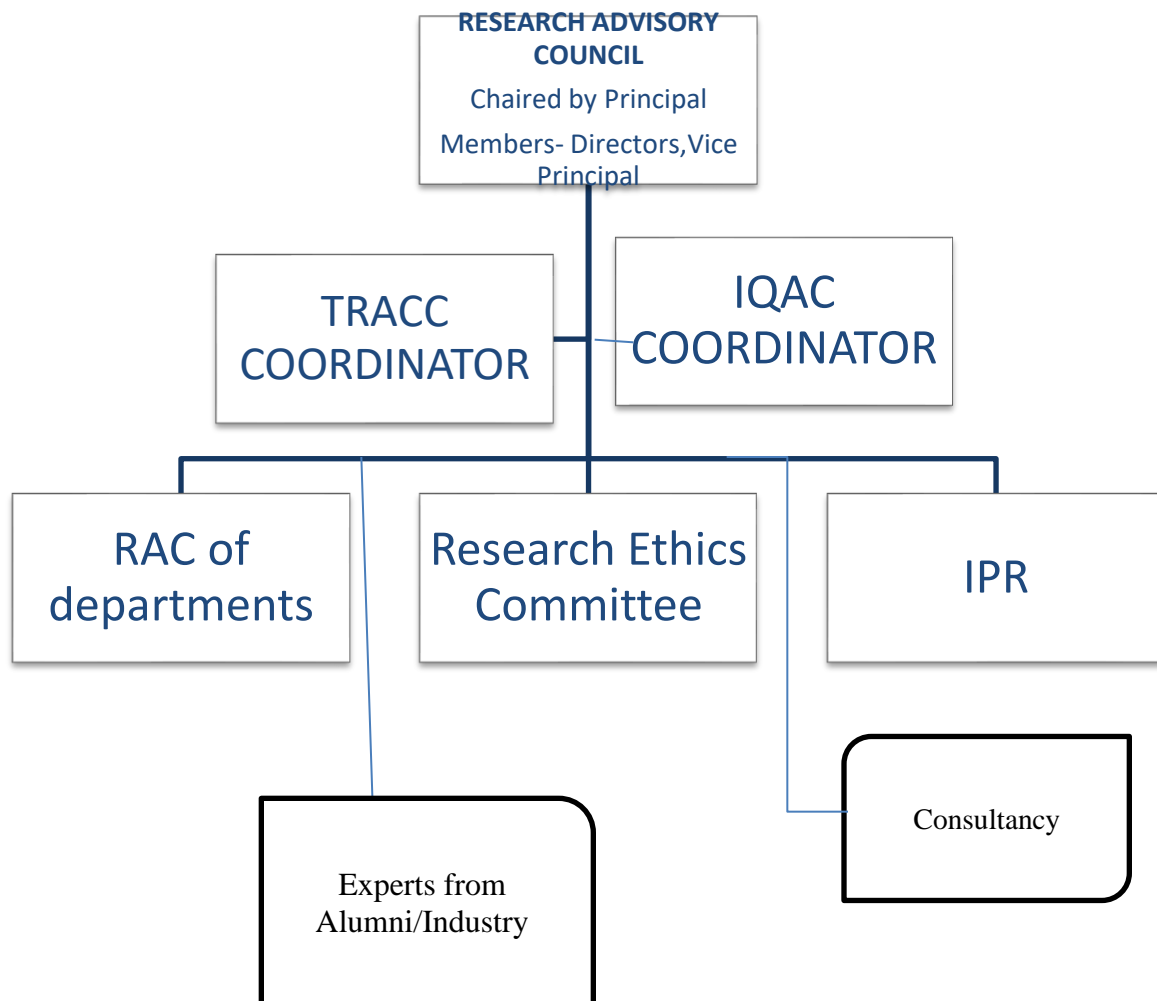 RESEARCH ADVISORY
COUNCIL
Chaired by Principal
Members- Directors,Vice
Principal
TRACC
COORDINATOR
IQAC
COORDINATOR
RAC of
departments
Research Ethics
Committee
IPR
Consultancy
Experts from
Alumni/Industry